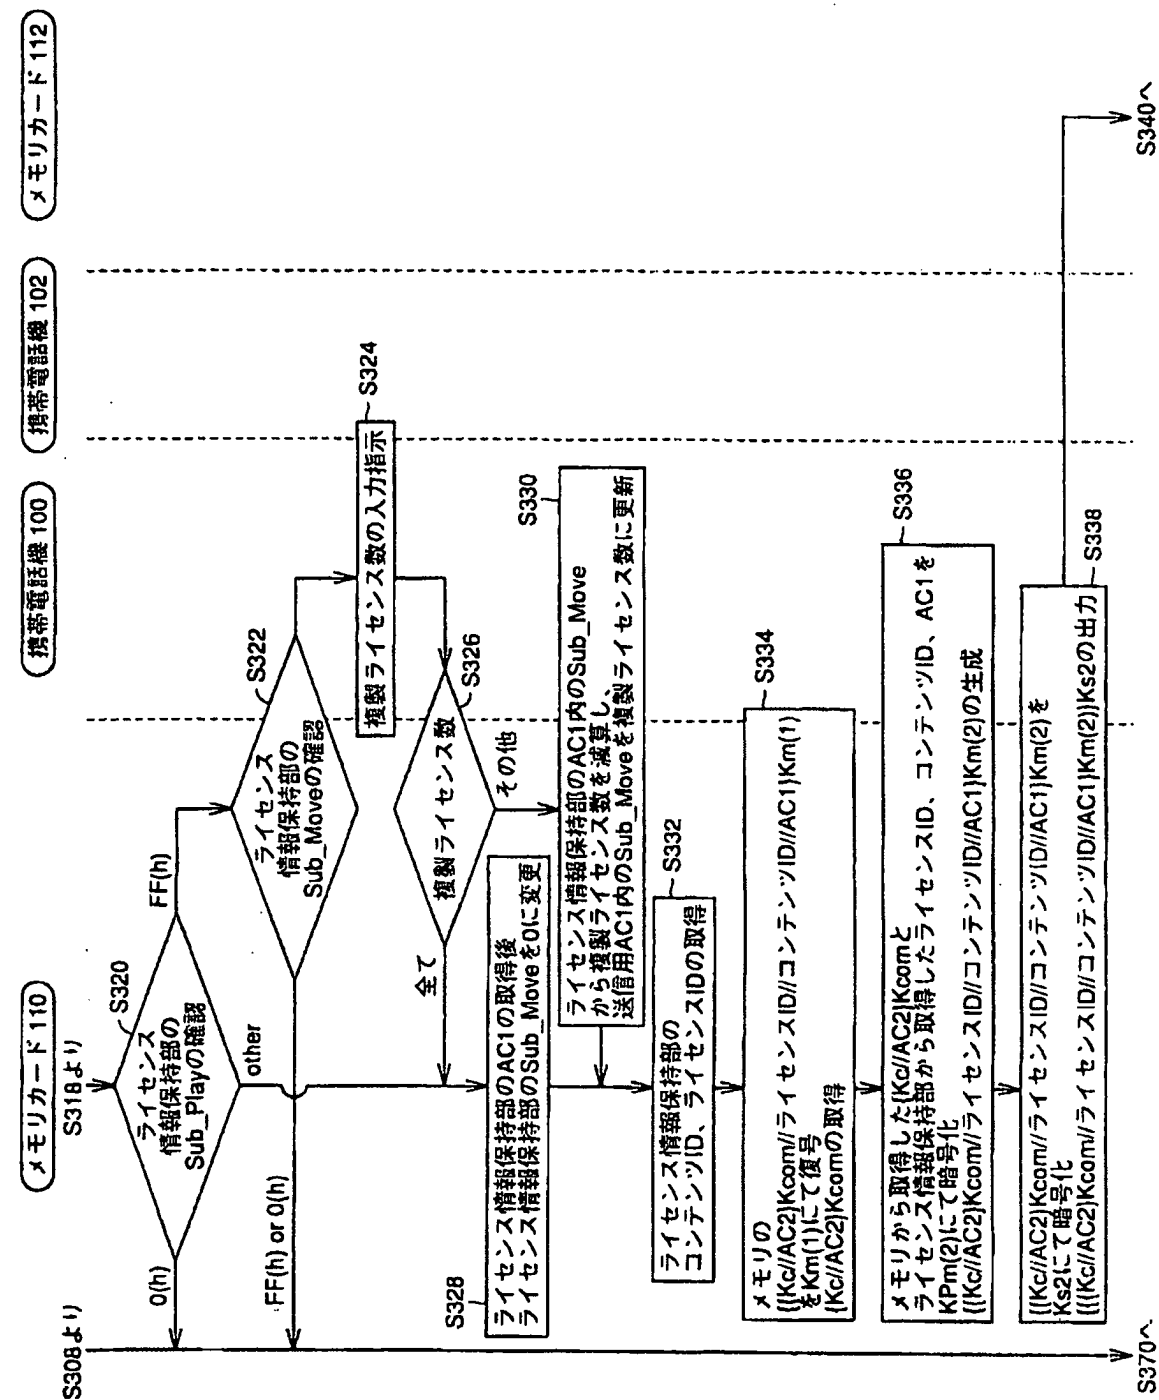 メモリカード 110
携帯電話機 100
携帯電話機 102
メモリカード 112
S308より
S318より
S320
ライセンス
情報保持部の
Sub_Playの確認
0(h)
FF(h)
other
S322
ライセンス
情報保持部の
Sub_Moveの確認
FF(h) or 0(h)
S324
複製ライセンス数の入力指示
S326
複製ライセンス数
全て
その他
S328
ライセンス情報保持部のAC1の取得後
ライセンス情報保持部のSub_Moveを0に変更
S330
ライセンス情報保持部のAC1内のSub_Move
から複製ライセンス数を減算し、
送信用AC1内のSub_Moveを複製ライセンス数に更新
S332
ライセンス情報保持部の
コンテンツID、ライセンスIDの取得
S334
メモリの
{{Kc//AC2}Kcom//ライセンスID//コンテンツID//AC1}Km(1)
をKm(1)にて復号
{Kc//AC2}Kcomの取得
S336
メモリから取得した{Kc//AC2}Kcomと
ライセンス情報保持部から取得したライセンスID、コンテンツID、AC1を
KPm(2)にて暗号化
{{Kc//AC2}Kcom//ライセンスID//コンテンツID//AC1}Km(2)の生成
S338
{{Kc//AC2}Kcom//ライセンスID//コンテンツID//AC1}Km(2)を
Ks2にて暗号化
{{{Kc//AC2}Kcom//ライセンスID//コンテンツID//AC1}Km(2)}Ks2の出力
S370へ
S340へ